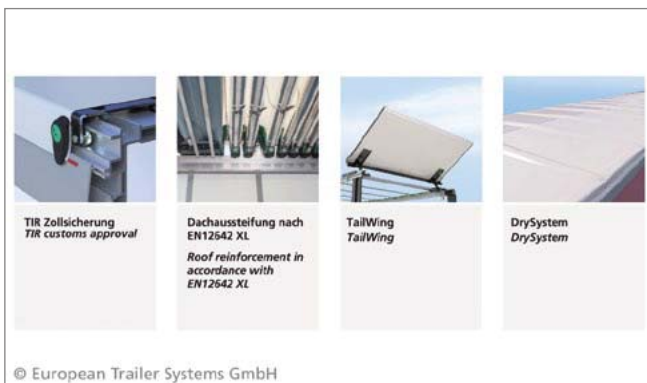 TIR Zollsicherung
TIR customs approval
Dachaussteifung nach
EN12642 XL
Roof reinforcement in
accordance with
EN12642 XL
TailWing
TailWing
DrySystem
DrySystem
© European Trailer Systems GmbH